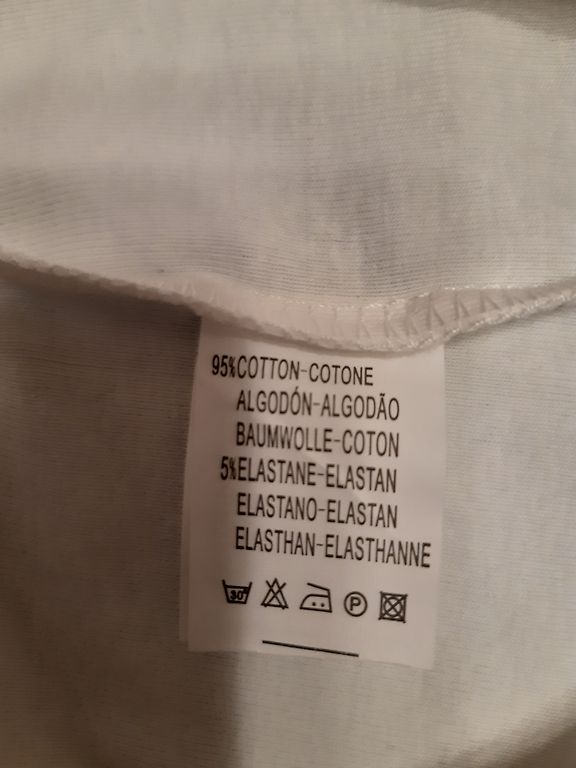 95%COTTON-COTONE
ALGODÓN-ALGODÃO
BAUMWOLLE-COTON
5%ELASTANE-ELASTAN
ELASTANO-ELASTAN
ELASTHAN-ELASTHANNE
30° P